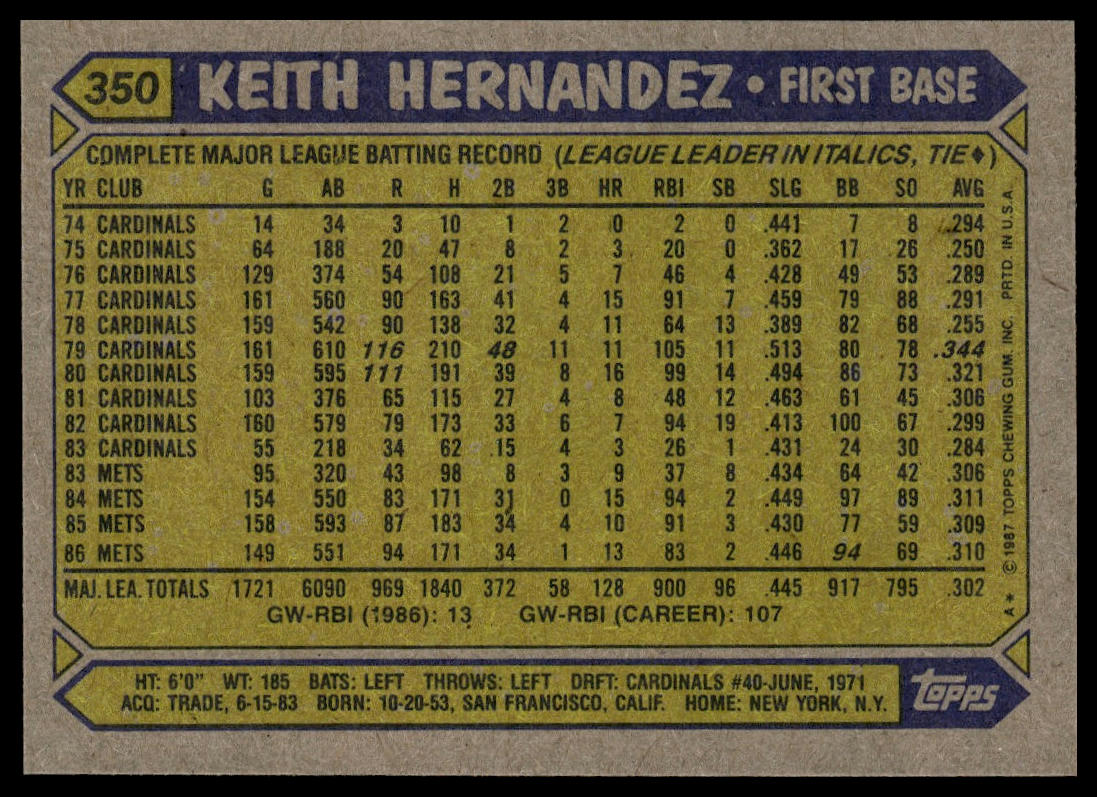 350 KEITH HERNANDEZ • FIRST BASE
COMPLETE MAJOR LEAGUE BATTING RECORD (LEAGUE LEADER IN ITALICS, TIE♦)
YR CLUB G AB R H 2B 3B HR RBI SB SLG BB SO AVG
74 CARDINALS 14 34 3 10 1 2 0 2 0 .441 7 8 .294
75 CARDINALS 64 188 20 47 8 2 3 20 0 .362 17 26 .250
76 CARDINALS 129 374 54 108 21 5 7 46 4 .428 49 53 .289
77 CARDINALS 161 560 90 163 41 4 15 91 7 .459 79 88 .291
78 CARDINALS 159 542 90 138 32 4 11 64 13 .389 82 68 .255
79 CARDINALS 161 610 116 210 48 11 11 105 11 .513 80 78 .344
80 CARDINALS 159 595 111 191 39 8 16 99 14 .494 86 73 .321
81 CARDINALS 103 376 65 115 27 4 8 48 12 .463 61 45 .306
82 CARDINALS 160 579 79 173 33 6 7 94 19 .413 100 67 .299
83 CARDINALS 55 218 34 62 15 4 3 26 1 .431 24 30 .284
83 METS 95 320 43 98 8 3 9 37 8 .434 64 42 .306
84 METS 154 550 83 171 31 0 15 94 2 .449 97 89 .311
85 METS 158 593 87 183 34 4 10 91 3 .430 77 59 .309
86 METS 149 551 94 171 34 1 13 83 2 .446 94 69 .310
MAJ. LEA. TOTALS 1721 6090 969 1840 372 58 128 900 96 .445 917 795 .302
GW-RBI (1986): 13 GW-RBI (CAREER): 107
A* ©1987 TOPPS CHEWING GUM, INC. PRTD. IN U.S.A.
HT: 6'0" WT: 185 BATS: LEFT THROWS: LEFT DRFT: CARDINALS #40-JUNE, 1971
ACQ: TRADE, 6-15-83 BORN: 10-20-53, SAN FRANCISCO, CALIF. HOME: NEW YORK, N.Y.
topps